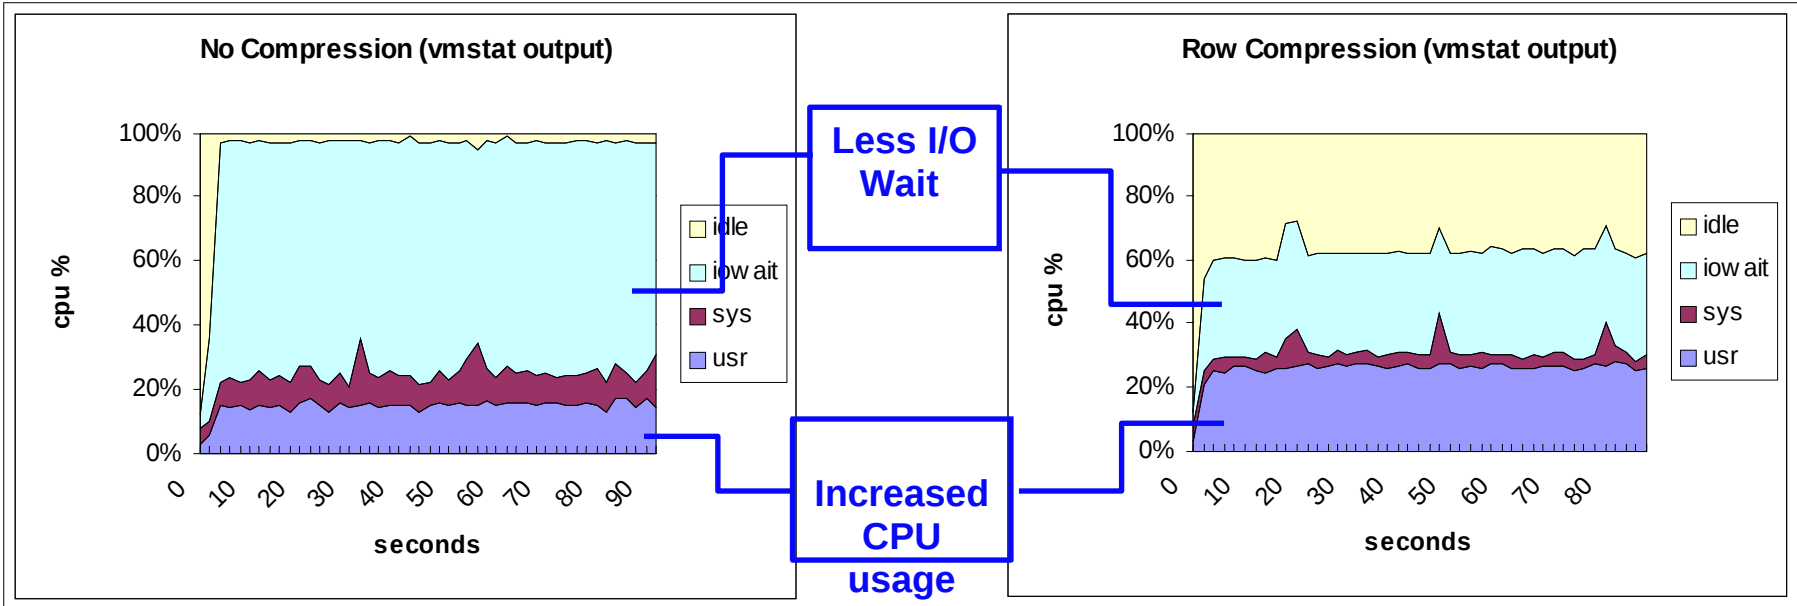 No Compression (vmstat output)
100%
80%
60%
40%
20%
0%
cpu %
0
10
20
30
40
50
60
70
80
90
seconds
idle
iow ait
sys
usr
Less I/O
Wait
Increased
CPU
usage
Row Compression (vmstat output)
100%
80%
60%
40%
20%
0%
cpu %
0
10
20
30
40
50
60
70
80
seconds
idle
iow ait
sys
usr